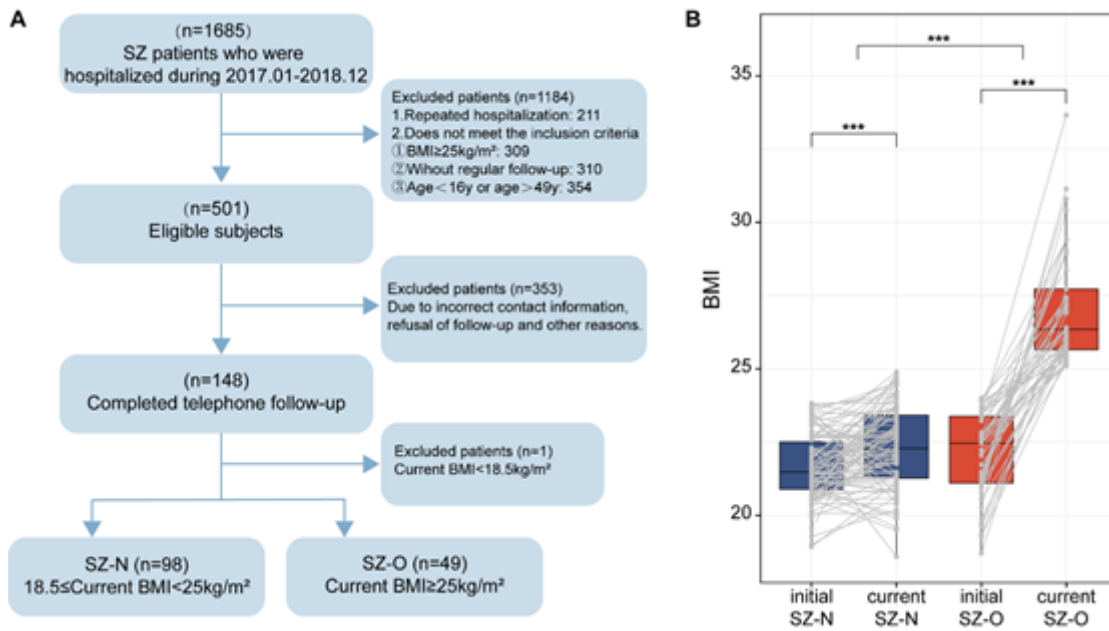 A
(n=1685)
SZ patients who were
hospitalized during 2017.01-2018.12
Excluded patients (n=1184)
1.Repeated hospitalization: 211
2.Does not meet the inclusion criteria
①BMI≥25kg/m²: 309
②Wihout regular follow-up: 310
③Age<16y or age>49y: 354
(n=501)
Eligible subjects
Excluded patients (n=353)
Due to incorrect contact information,
refusal of follow-up and other reasons.
(n=148)
Completed telephone follow-up
Excluded patients (n=1)
Current BMI<18.5kg/m²
SZ-N (n=98)
18.5≤Current BMI<25kg/m²
SZ-O (n=49)
Current BMI≥25kg/m²
B
***
***
***
35
30
25
20
BMI
initial
SZ-N
current
SZ-N
initial
SZ-O
current
SZ-O